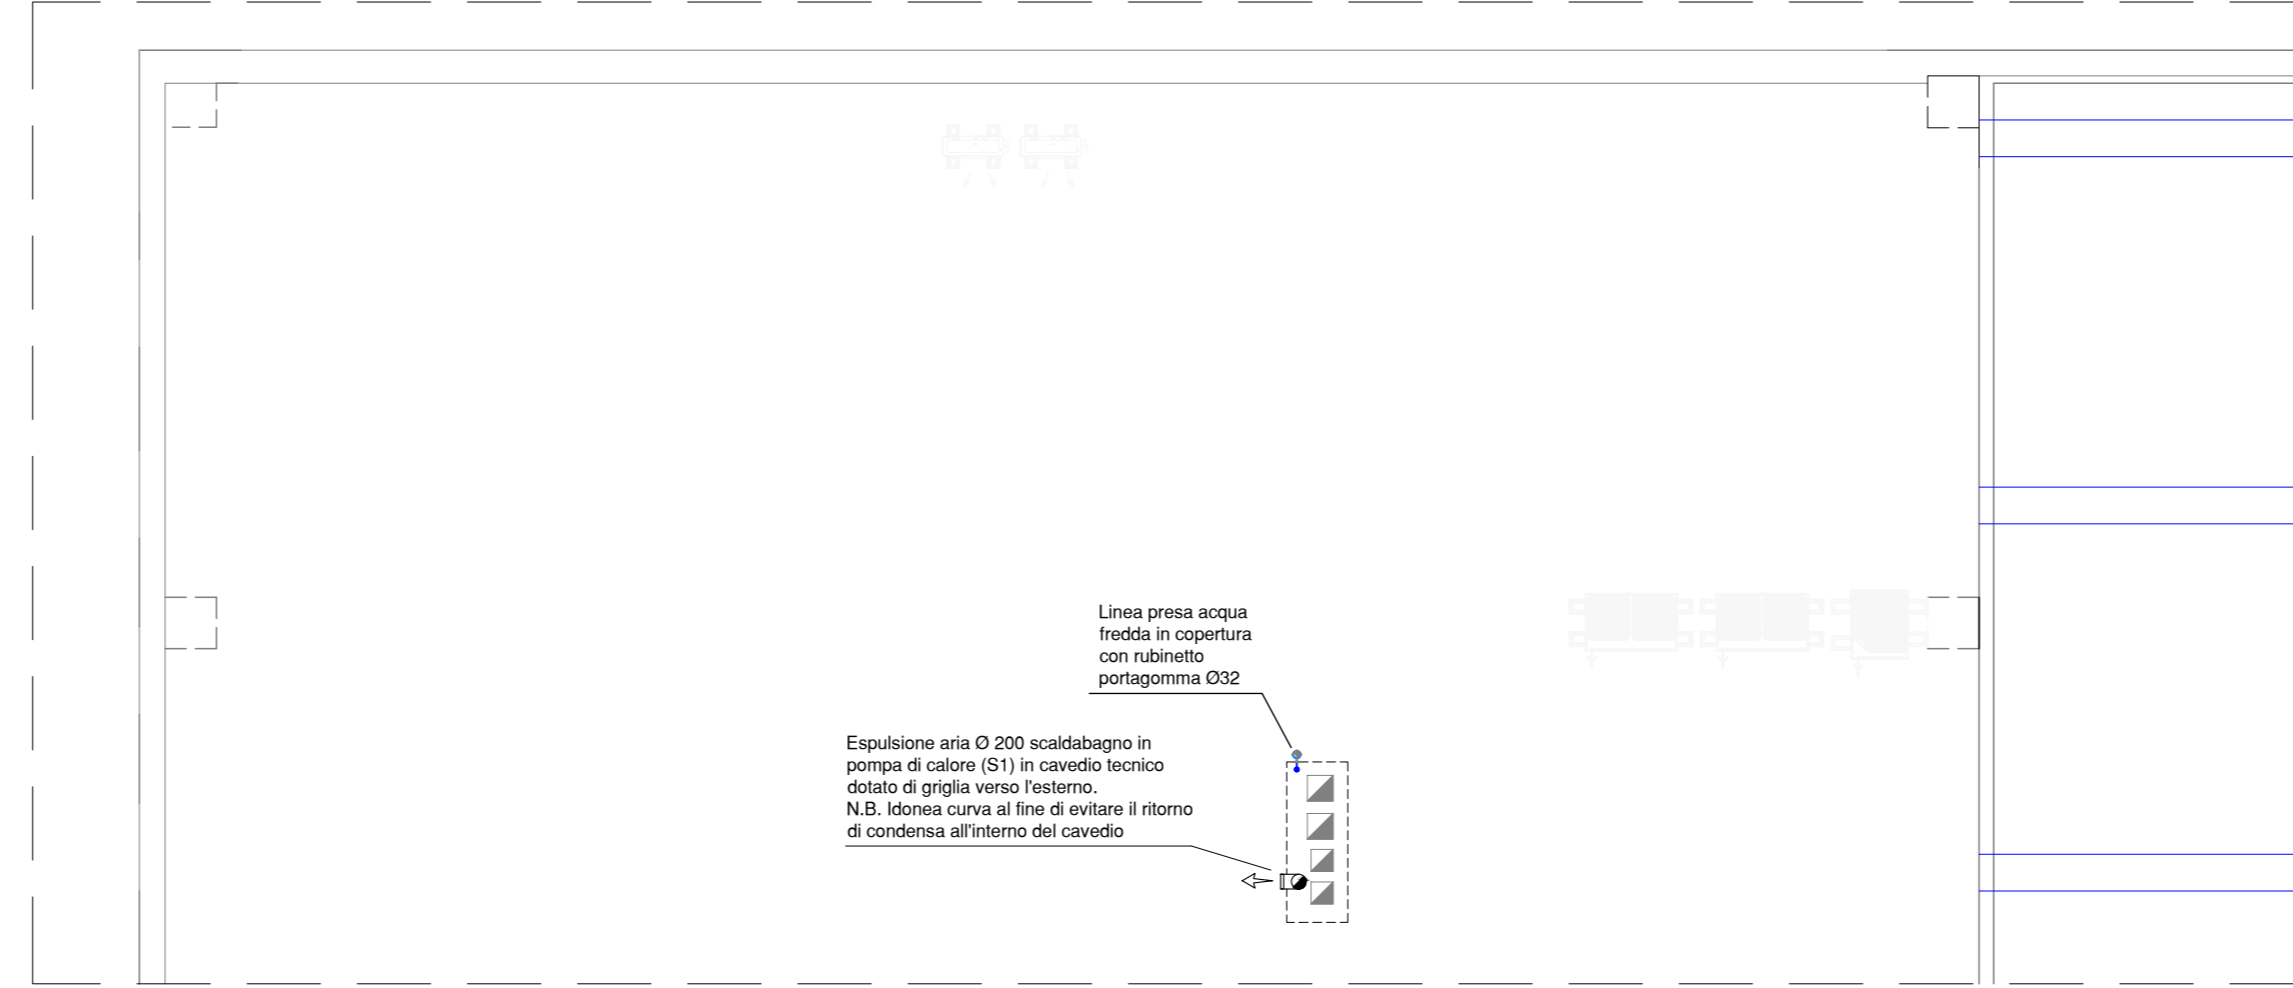 Linea presa acqua
fredda in copertura
con rubinetto
portagomma Ø32
Espulsione aria Ø 200 scaldabagno in
pompa di calore (S1) in cavedio tecnico
dotato di griglia verso l'esterno.
N.B. Idonea curva al fine di evitare il ritorno
di condensa all'interno del cavedio